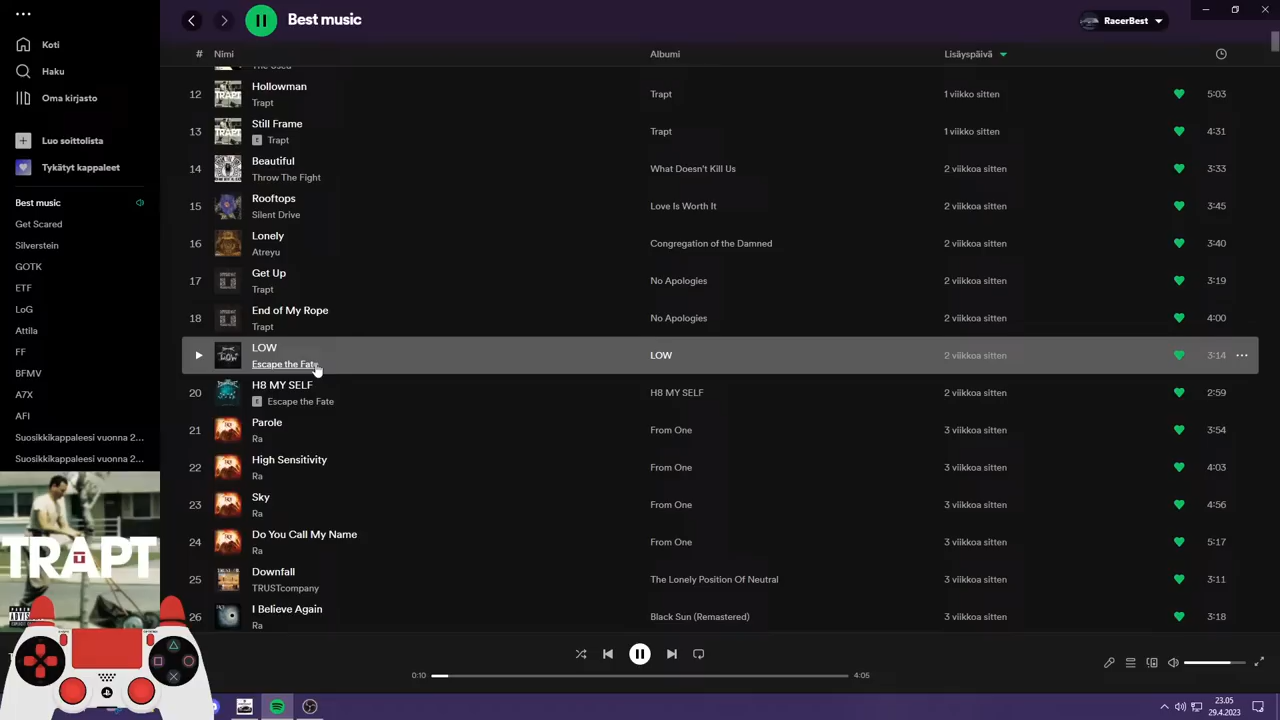 Best music
RacerBest
Koti
Haku
Oma kirjasto
Luo soittolista
Tykätyt kappaleet
Best music
Get Scared
Silverstein
GOTK
ETF
LoG
Attila
FF
BFMV
A7X
AFI
Suosikkikappaleesi vuonna 2...
Suosikkikappaleesi vuonna 2...
TRAPT
# Nimi Albumi Lisäyspäivä
The Used
12 Hollowman Trapt 1 viikko sitten 5:03
Trapt
13 Still Frame Trapt 1 viikko sitten 4:31
E Trapt
14 Beautiful What Doesn't Kill Us 2 viikkoa sitten 3:33
Throw The Fight
15 Rooftops Love Is Worth It 2 viikkoa sitten 3:45
Silent Drive
16 Lonely Congregation of the Damned 2 viikkoa sitten 3:40
Atreyu
17 Get Up No Apologies 2 viikkoa sitten 3:19
Trapt
18 End of My Rope No Apologies 2 viikkoa sitten 4:00
Trapt
LOW LOW 2 viikkoa sitten 3:14
Escape the Fate
20 H8 MY SELF H8 MY SELF 2 viikkoa sitten 2:59
E Escape the Fate
21 Parole From One 3 viikkoa sitten 3:54
Ra
22 High Sensitivity From One 3 viikkoa sitten 4:03
Ra
23 Sky From One 3 viikkoa sitten 4:56
Ra
24 Do You Call My Name From One 3 viikkoa sitten 5:17
Ra
25 Downfall The Lonely Position Of Neutral 3 viikkoa sitten 3:11
TRUSTcompany
26 I Believe Again Black Sun (Remastered) 3 viikkoa sitten 3:18
Ra
0:10 4:05
23.05
29.4.2023